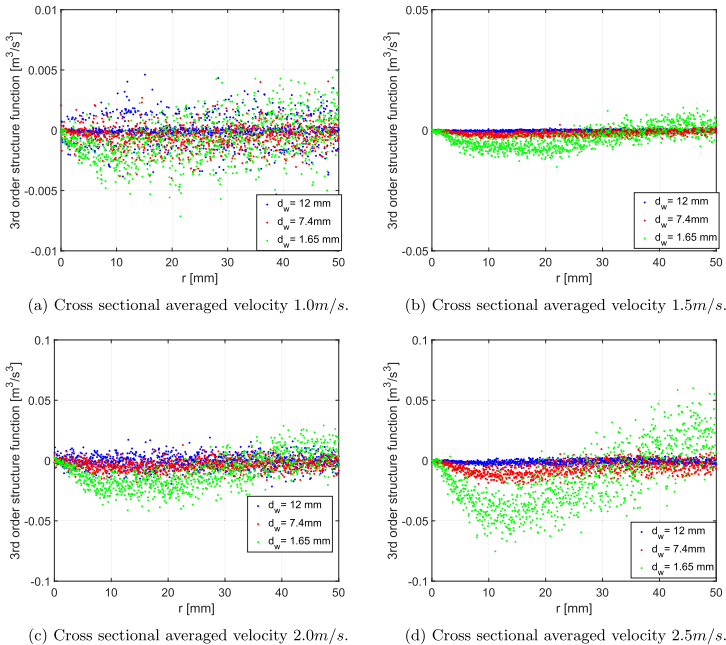 0.01
0.005
0
-0.005
-0.01
3rd order structure function [m³/s³]
0 10 20 30 40 50
r [mm]
d_w= 12 mm
d_w= 7.4mm
d_w= 1.65 mm
(a) Cross sectional averaged velocity 1.0m/s.
0.05
0
-0.05
3rd order structure function [m³/s³]
0 10 20 30 40 50
r [mm]
d_w= 12 mm
d_w= 7.4mm
d_w= 1.65 mm
(b) Cross sectional averaged velocity 1.5m/s.
0.1
0.05
0
-0.05
-0.1
3rd order structure function [m³/s³]
0 10 20 30 40 50
r [mm]
d_w= 12 mm
d_w= 7.4mm
d_w= 1.65 mm
(c) Cross sectional averaged velocity 2.0m/s.
0.1
0.05
0
-0.05
-0.1
3rd order structure function [m³/s³]
0 10 20 30 40 50
r [mm]
d_w= 12 mm
d_w= 7.4mm
d_w= 1.65 mm
(d) Cross sectional averaged velocity 2.5m/s.